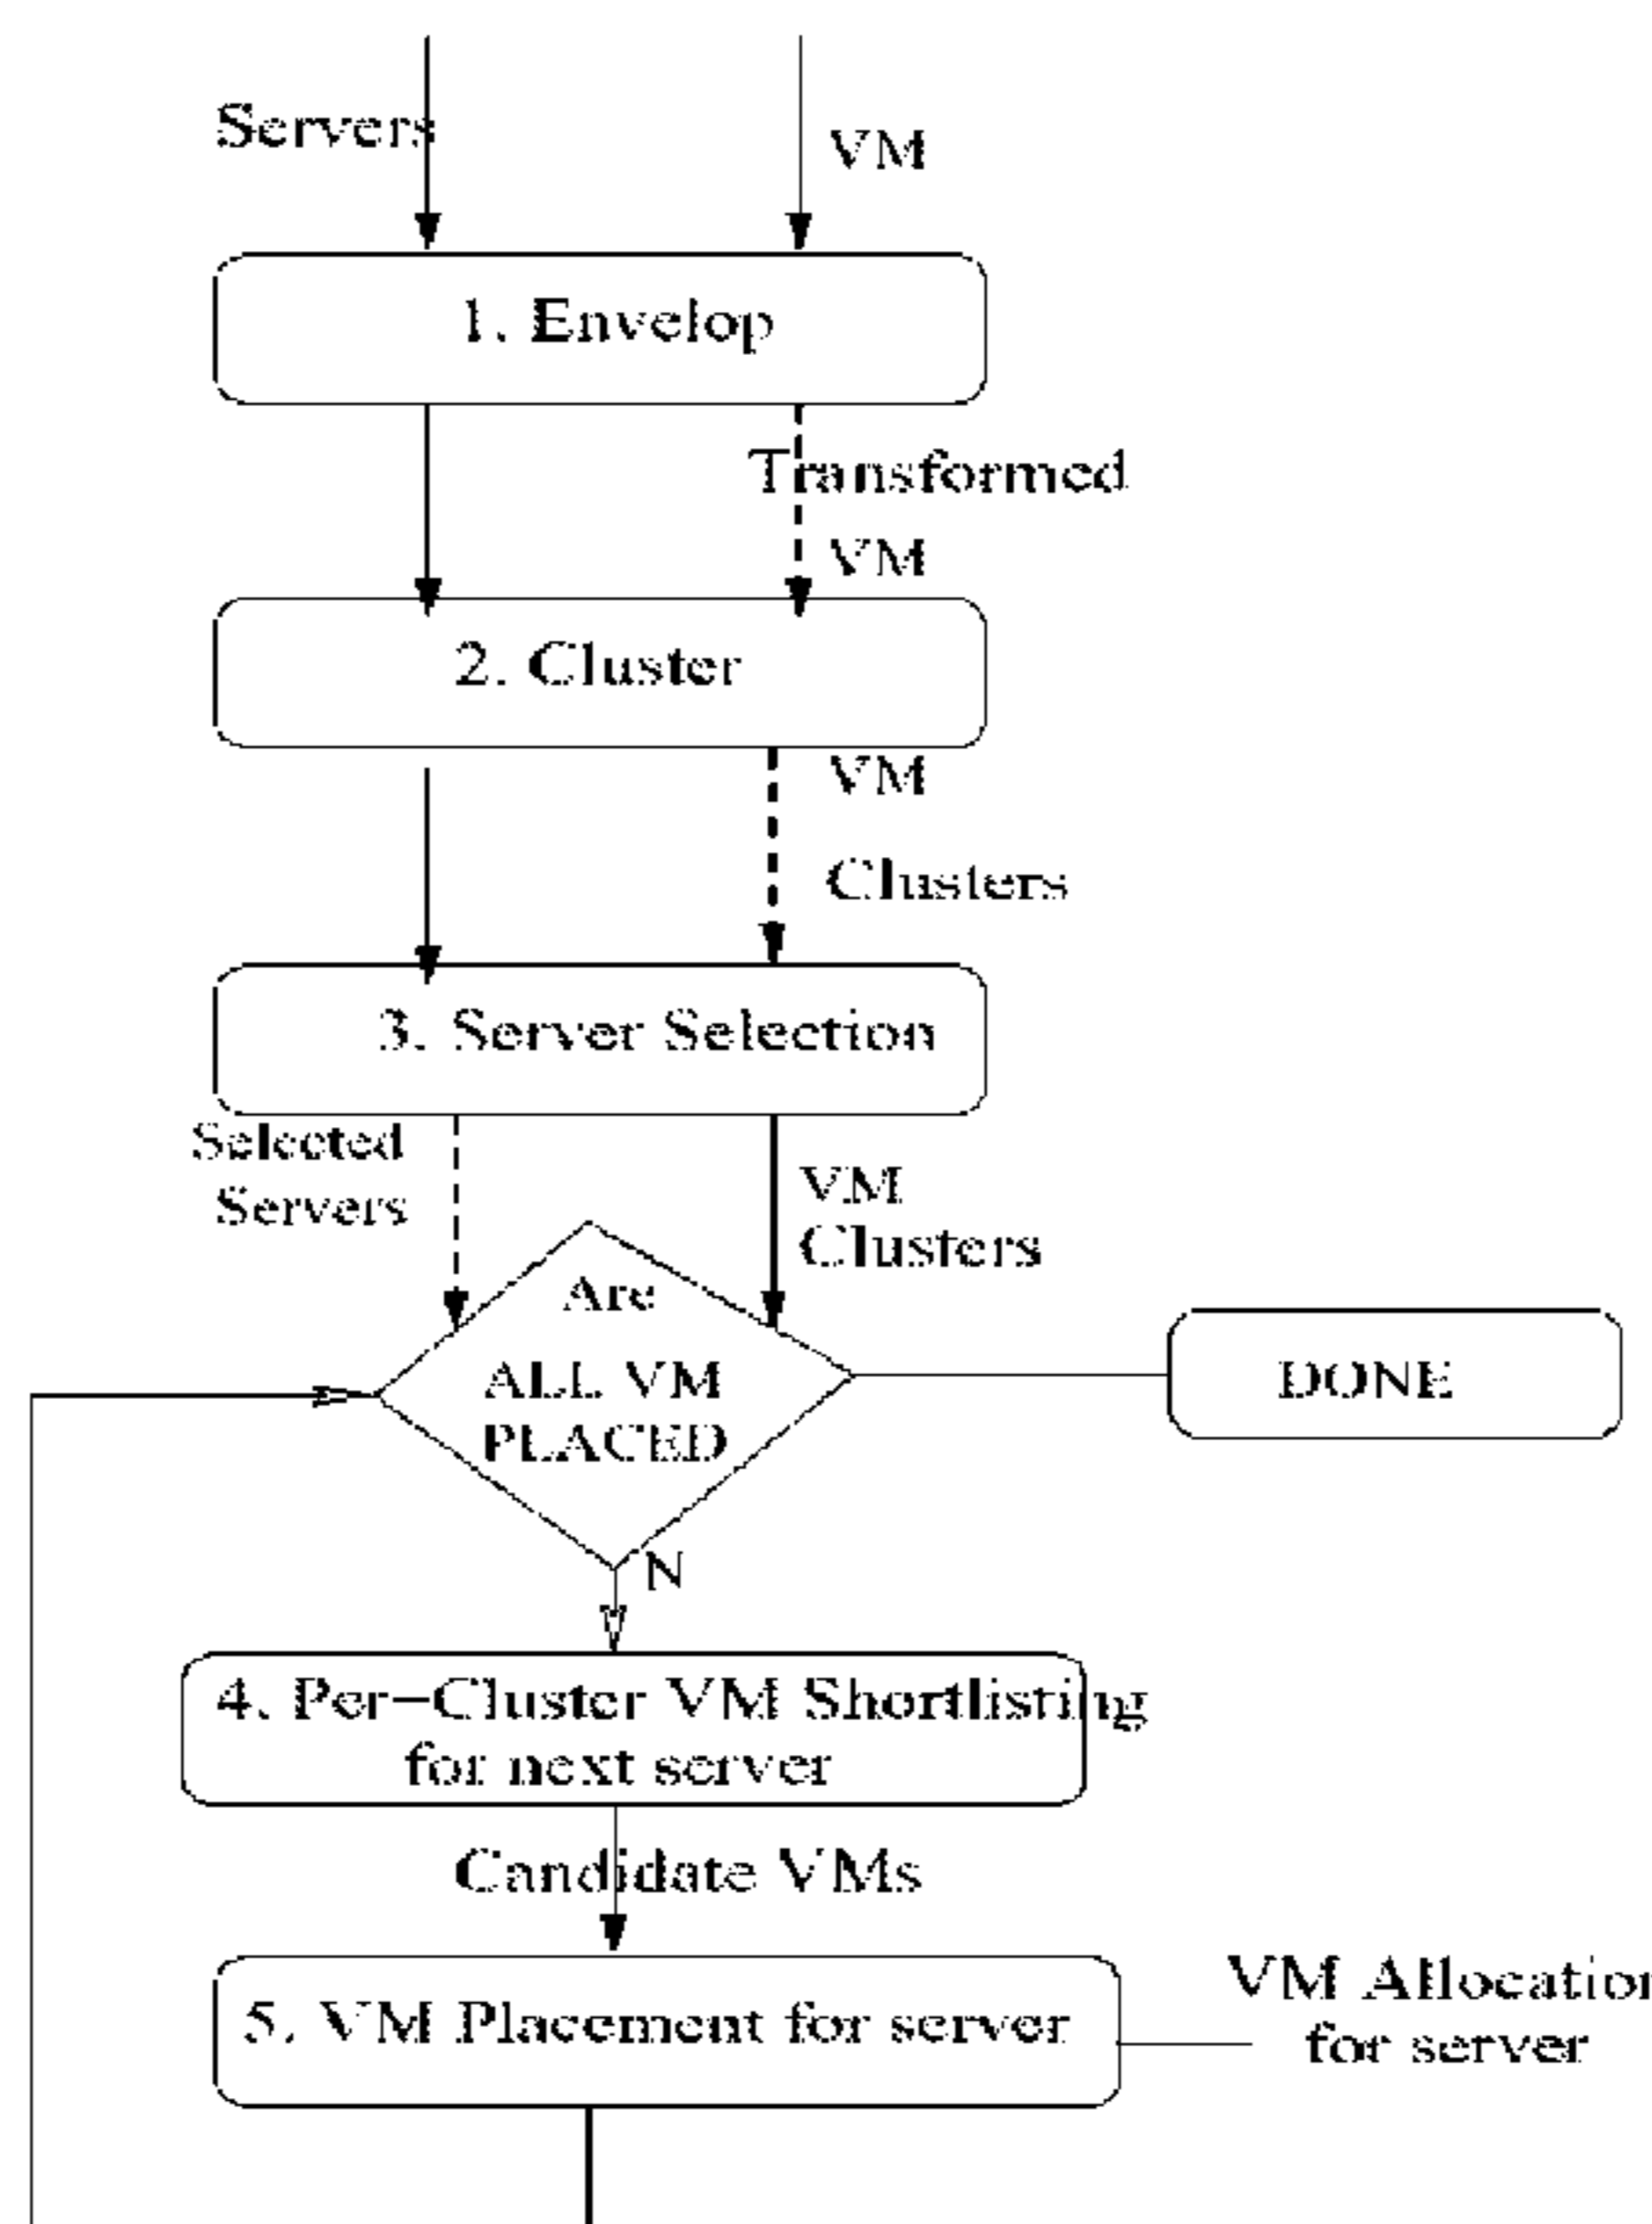 Servers
VM
1. Envelop
Transformed
VM
2. Cluster
VM
Clusters
3. Server Selection
Selected
Servers
VM
Clusters
Are
ALL VM
PLACED
DONE
N
4. Per-Cluster VM Shortlisting
for next server
Candidate VMs
5. VM Placement for server
VM Allocation
for server